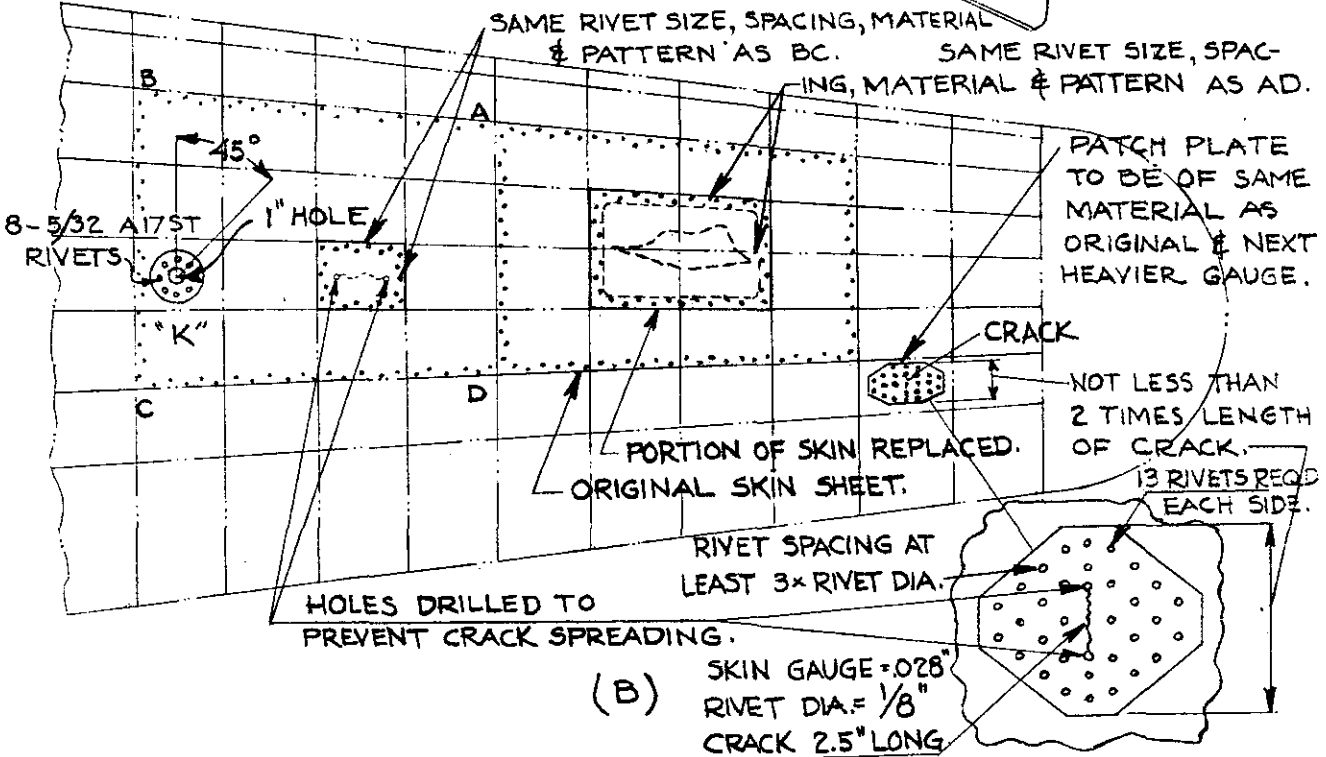 SAME RIVET SIZE, SPACING, MATERIAL
& PATTERN AS BC.
SAME RIVET SIZE, SPAC-
ING, MATERIAL & PATTERN AS AD.
B
A
45°
PATCH PLATE
TO BE OF SAME
MATERIAL AS
ORIGINAL & NEXT
HEAVIER GAUGE.
8-5/32 A17ST
RIVETS
1" HOLE
"K"
CRACK
C
D
NOT LESS THAN
2 TIMES LENGTH
OF CRACK.
PORTION OF SKIN REPLACED.
ORIGINAL SKIN SHEET.
13 RIVETS REQD
EACH SIDE.
RIVET SPACING AT
LEAST 3× RIVET DIA.
HOLES DRILLED TO
PREVENT CRACK SPREADING.
(B)
SKIN GAUGE=.028"
RIVET DIA.= 1/8"
CRACK 2.5" LONG